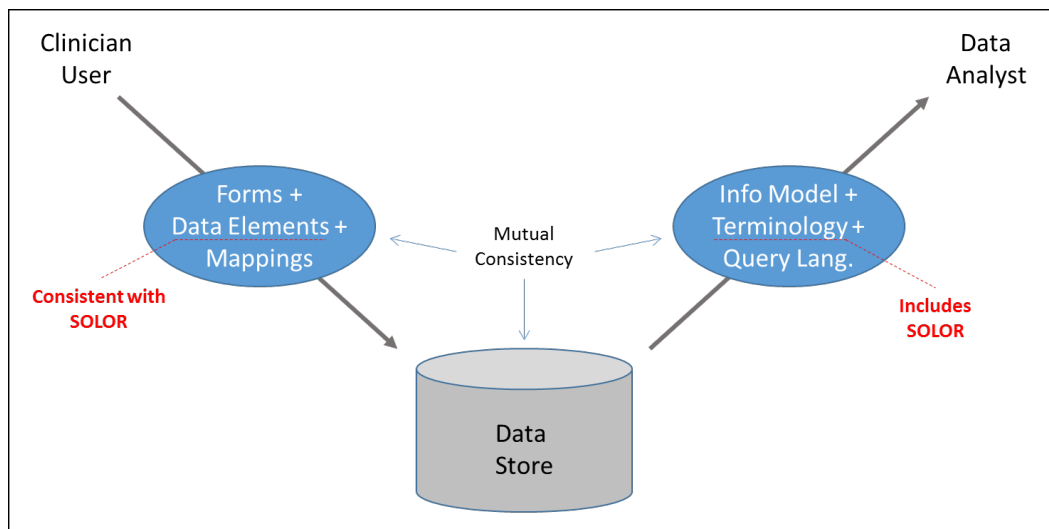 Clinician
User
Data
Analyst
Forms +
Data Elements +
Mappings
Info Model +
Terminology +
Query Lang.
Mutual
Consistency
Consistent with
SOLOR
Includes
SOLOR
Data
Store